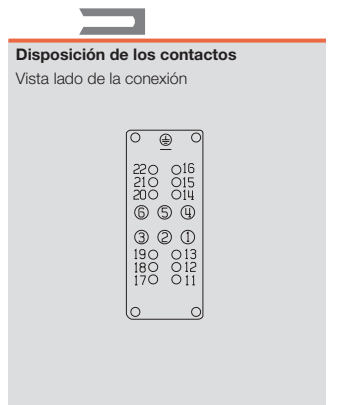 Disposición de los contactos
Vista lado de la conexión
22 16
21 15
20 14
6 5 4
3 2 1
19 13
18 12
17 11